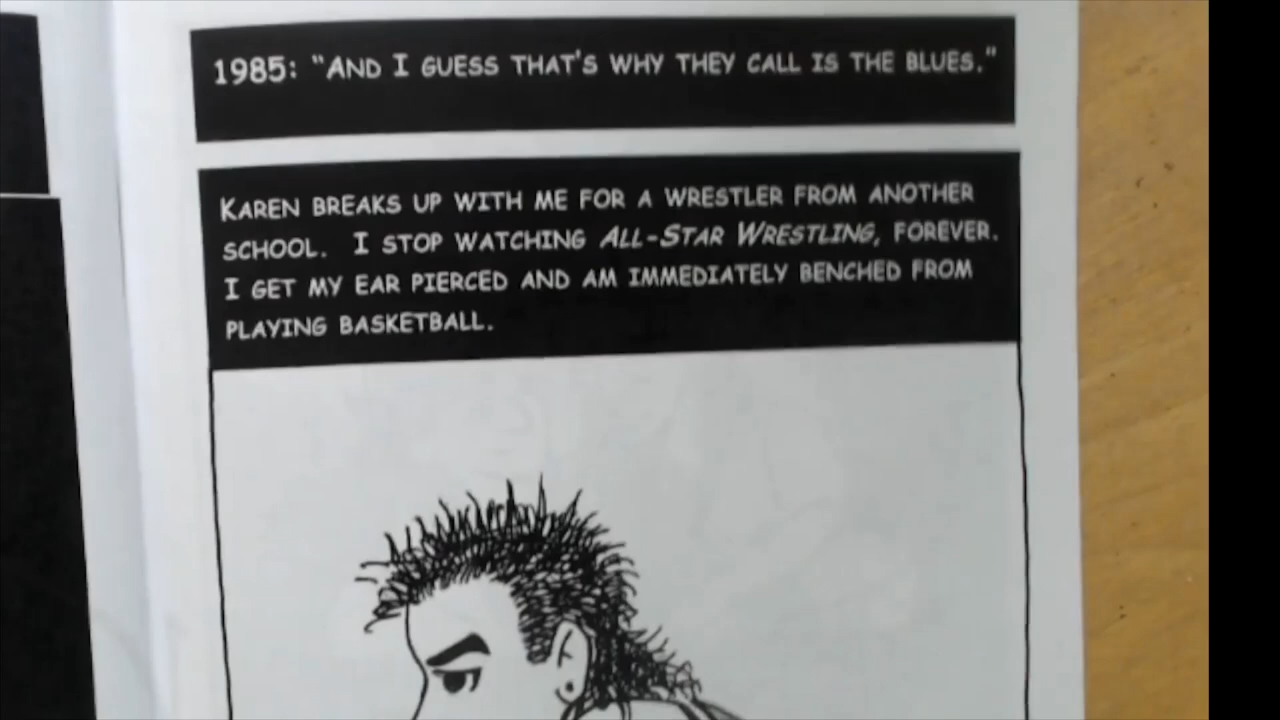 1985: "AND I GUESS THAT'S WHY THEY CALL IS THE BLUES."
KAREN BREAKS UP WITH ME FOR A WRESTLER FROM ANOTHER
SCHOOL. I STOP WATCHING ALL-STAR WRESTLING, FOREVER.
I GET MY EAR PIERCED AND AM IMMEDIATELY BENCHED FROM
PLAYING BASKETBALL.